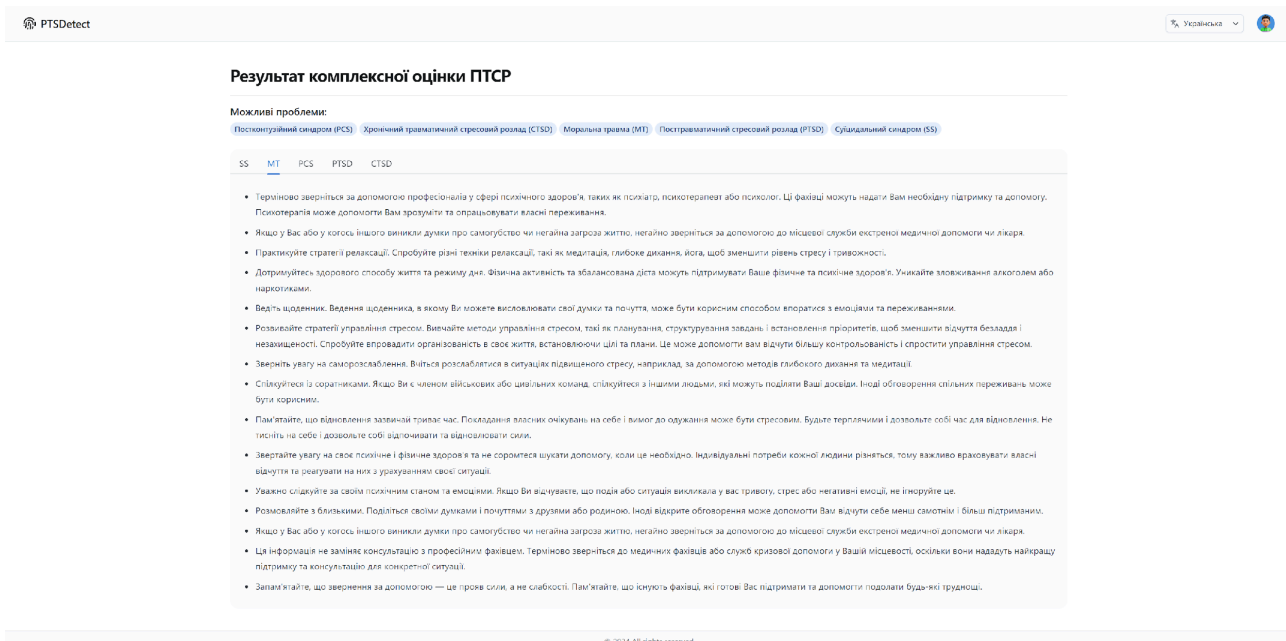 PTSDetect
Українська
Результат комплексної оцінки ПТСР
Можливі проблеми:
Постконтузійний синдром (PCS) Хронічний травматичний стресовий розлад (CTSD) Моральна травма (MT) Посттравматичний стресовий розлад (PTSD) Суїцидальний синдром (SS)
SS MT PCS PTSD CTSD
• Терміново зверніться за допомогою професіоналів у сфері психічного здоров'я, таких як психіатр, психотерапевт або психолог. Ці фахівці можуть надати Вам необхідну підтримку та допомогу.
Психотерапія може допомогти Вам зрозуміти та опрацьовувати власні переживання.
• Якщо у Вас або у когось іншого виникли думки про самогубство чи негайна загроза життю, негайно зверніться за допомогою до місцевої служби екстреної медичної допомоги чи лікаря.
• Практикуйте стратегії релаксації. Спробуйте різні техніки релаксації, такі як медитація, глибоке дихання, йога, щоб зменшити рівень стресу і тривожності.
• Дотримуйтесь здорового способу життя та режиму дня. Фізична активність та збалансована дієта можуть підтримувати Ваше фізичне та психічне здоров'я. Уникайте зловживання алкоголем або
наркотиками.
• Ведіть щоденник. Ведення щоденника, в якому Ви можете висловлювати свої думки та почуття, може бути корисним способом впоратися з емоціями та переживаннями.
• Розвивайте стратегії управління стресом. Вивчайте методи управління стресом, такі як планування, структурування завдань і встановлення пріоритетів, щоб зменшити відчуття безладдя і
незахищеності. Спробуйте впровадити організованість в своє життя, встановлюючи цілі та плани. Це може допомогти вам відчути більшу контрольованість і спростити управління стресом.
• Зверніть увагу на саморозслаблення. Вчіться розслаблятися в ситуаціях підвищеного стресу, наприклад, за допомогою методів глибокого дихання та медитації.
• Спілкуйтеся із соратниками. Якщо Ви є членом військових або цивільних команд, спілкуйтеся з іншими людьми, які можуть поділяти Ваші досвіди. Іноді обговорення спільних переживань може
бути корисним.
• Пам'ятайте, що відновлення зазвичай триває час. Покладання власних очікувань на себе і вимог до одужання може бути стресовим. Будьте терплячими і дозвольте собі час для відновлення. Не
тисніть на себе і дозвольте собі відпочивати та відновлювати сили.
• Звертайте увагу на своє психічне і фізичне здоров'я та не соромтеся шукати допомогу, коли це необхідно. Індивідуальні потреби кожної людини різняться, тому важливо враховувати власні
відчуття та реагувати на них з урахуванням своєї ситуації.
• Уважно слідкуйте за своїм психічним станом та емоціями. Якщо Ви відчуваєте, що подія або ситуація викликала у вас тривогу, стрес або негативні емоції, не ігноруйте це.
• Розмовляйте з близькими. Поділіться своїми думками і почуттями з друзями або родиною. Іноді відкрите обговорення може допомогти Вам відчути себе менш самотнім і більш підтриманим.
• Якщо у Вас або у когось іншого виникли думки про самогубство чи негайна загроза життю, негайно зверніться за допомогою до місцевої служби екстреної медичної допомоги чи лікаря.
• Ця інформація не заміняє консультацію з професійним фахівцем. Терміново зверніться до медичних фахівців або служб кризової допомоги у Вашій місцевості, оскільки вони нададуть найкращу
підтримку та консультацію для конкретної ситуації.
• Запам'ятайте, що звернення за допомогою — це прояв сили, а не слабкості. Пам'ятайте, що існують фахівці, які готові Вас підтримати та допомогти подолати будь-які труднощі.
© 2024 All rights reserved